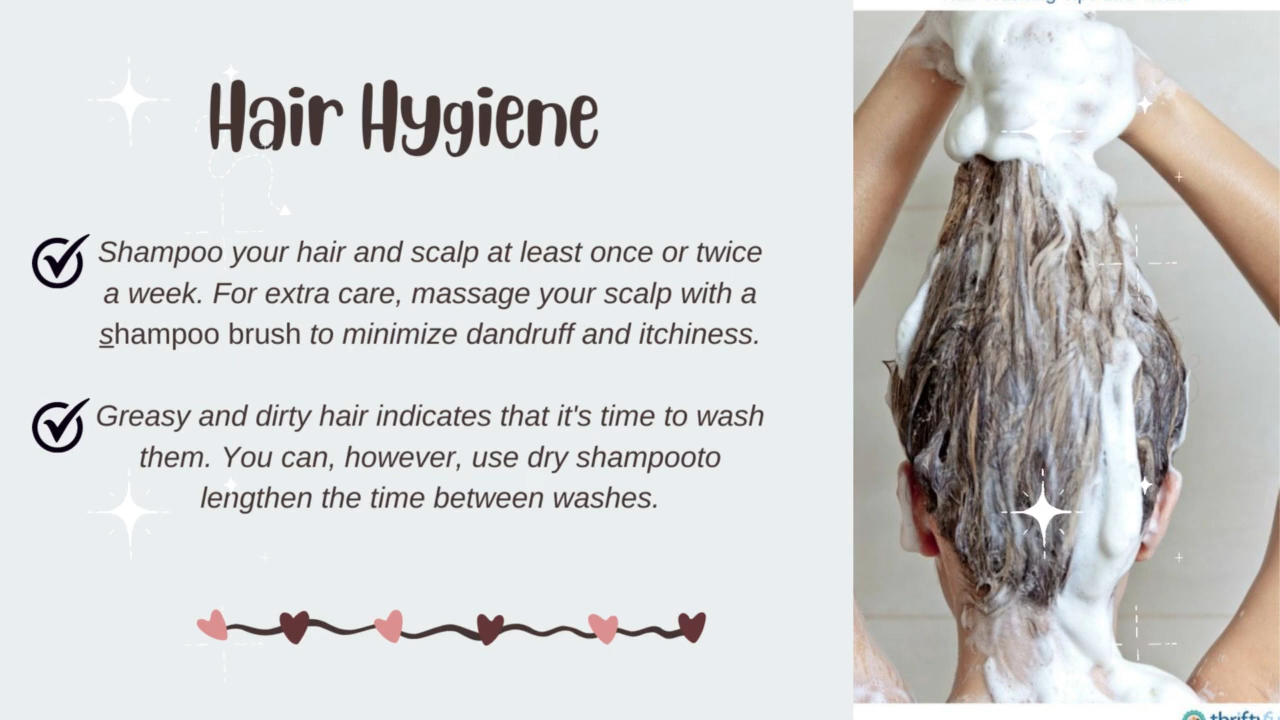 Hair Hygiene
Shampoo your hair and scalp at least once or twice
a week. For extra care, massage your scalp with a
shampoo brush to minimize dandruff and itchiness.
Greasy and dirty hair indicates that it's time to wash
them. You can, however, use dry shampooto
lengthen the time between washes.